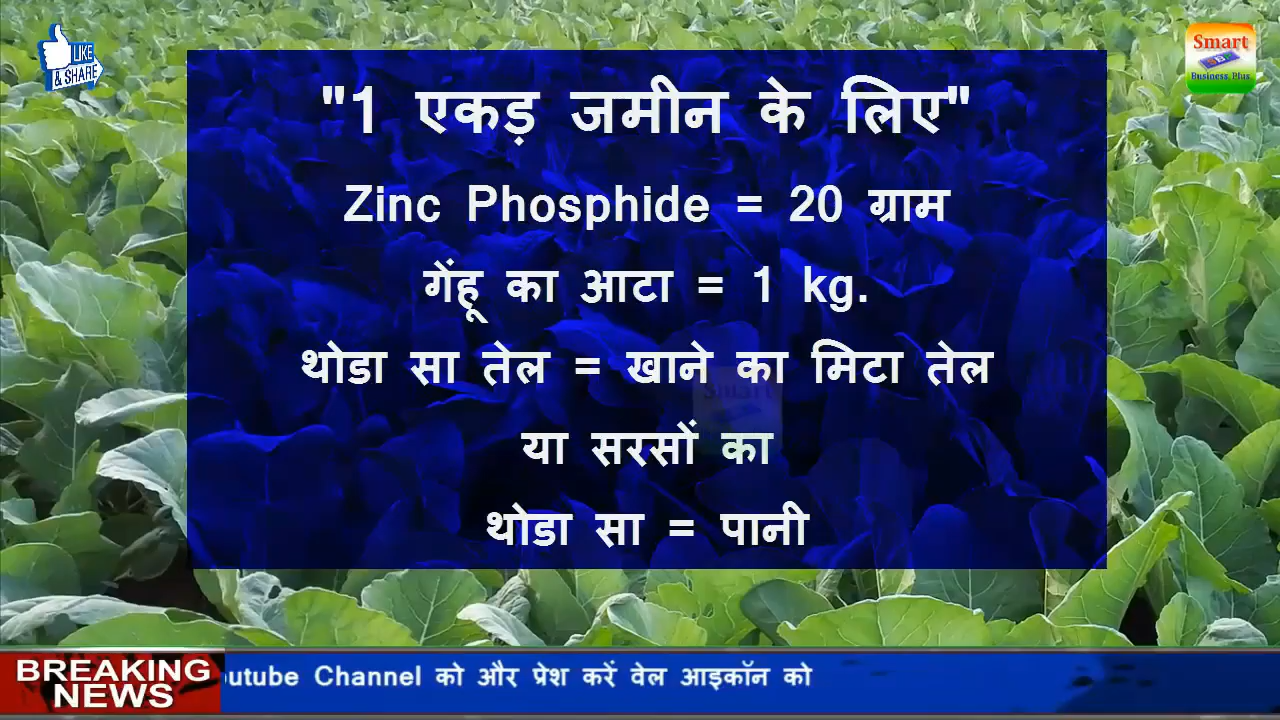 LIKE
& SHARE
Smart
Business Plus
"1 एकड़ जमीन के लिए"
Zinc Phosphide = 20 ग्राम
गेंहू का आटा = 1 kg.
थोडा सा तेल = खाने का मिटा तेल
या सरसों का
थोडा सा = पानी
BREAKING
NEWS
outube Channel को और प्रेश करें वेल आइकॉन को